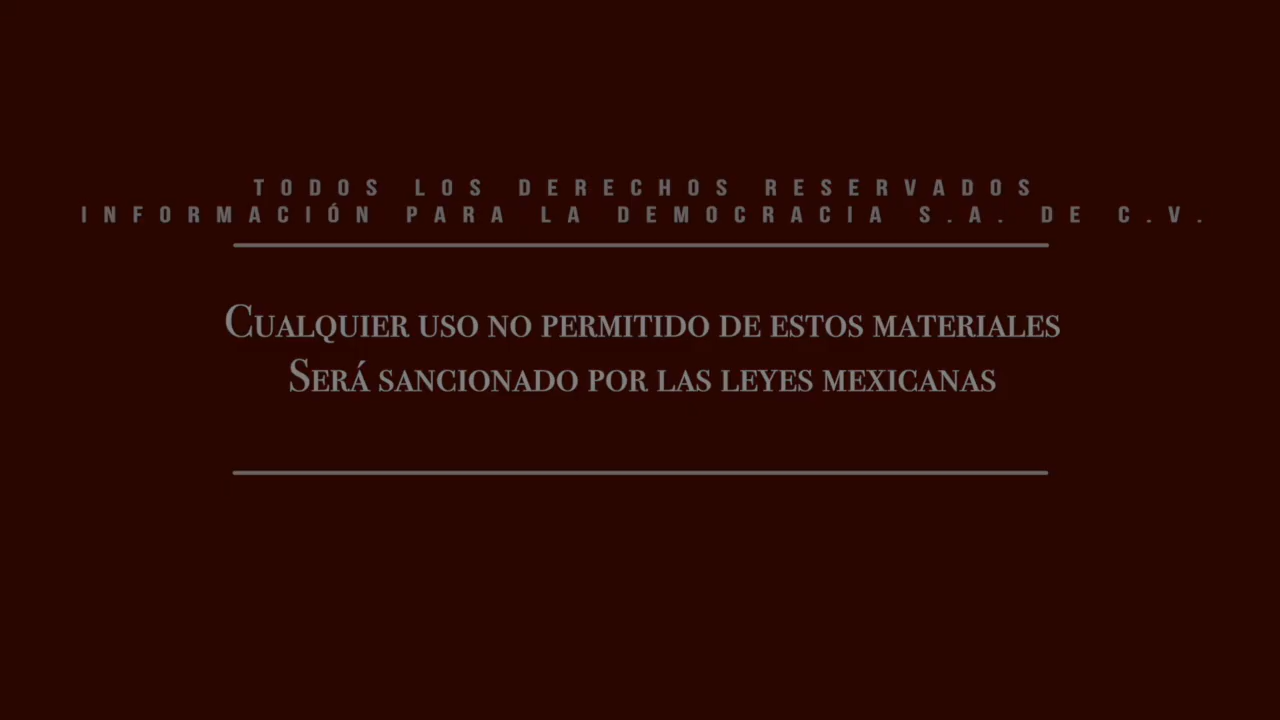 TODOS LOS DERECHOS RESERVADOS
INFORMACIÓN PARA LA DEMOCRACIA S.A. DE C.V.
Cualquier uso no permitido de estos materiales
Será sancionado por las leyes mexicanas